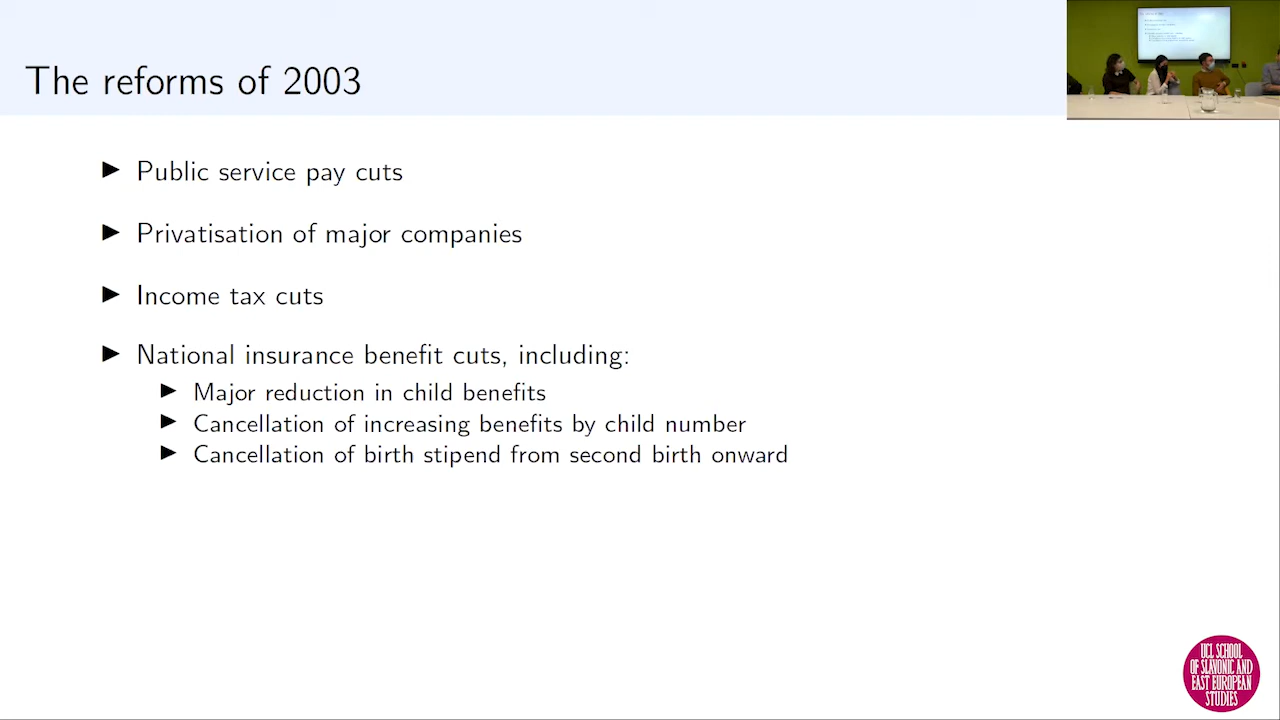 The reforms of 2003
Public service pay cuts
Privatisation of major companies
Income tax cuts
National insurance benefit cuts, including:
Major reduction in child benefits
Cancellation of increasing benefits by child number
Cancellation of birth stipend from second birth onward
UCL SCHOOL
OF SLAVONIC AND
EAST EUROPEAN
STUDIES